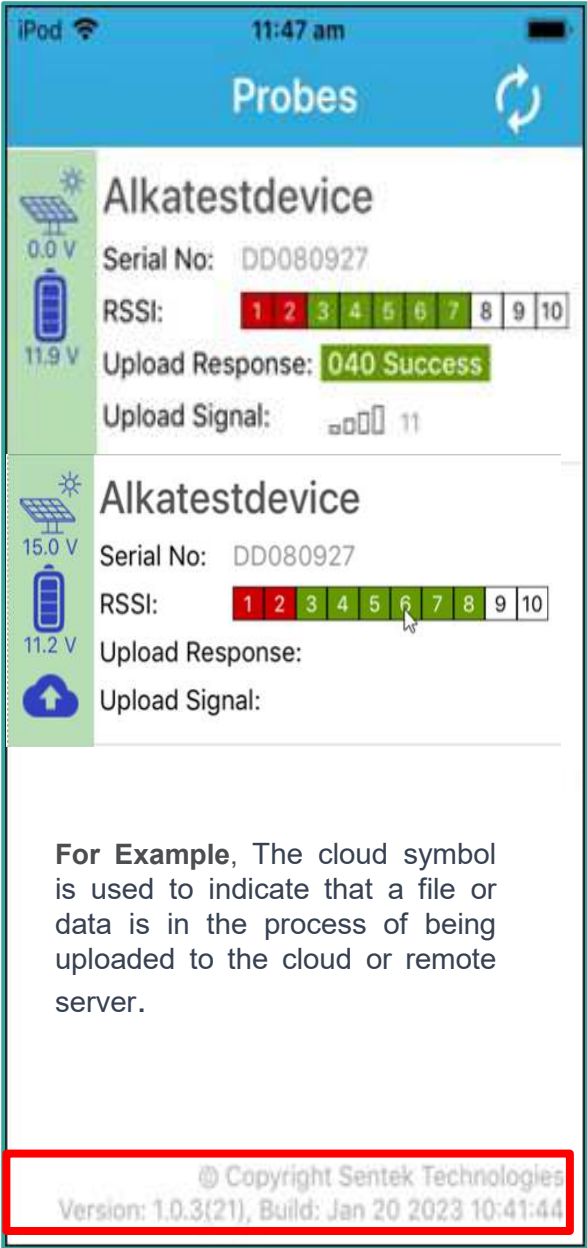 iPod 11:47 am
Probes
Alkatestdevice
0.0 V
Serial No: DD080927
RSSI: 1 2 3 4 5 6 7 8 9 10
11.9 V
Upload Response: 040 Success
Upload Signal: 11
Alkatestdevice
15.0 V
Serial No: DD080927
RSSI: 1 2 3 4 5 6 7 8 9 10
11.2 V
Upload Response:
Upload Signal:
For Example, The cloud symbol
is used to indicate that a file or
data is in the process of being
uploaded to the cloud or remote
server.
© Copyright Sentek Technologies
Version: 1.0.3(21), Build: Jan 20 2023 10:41:44